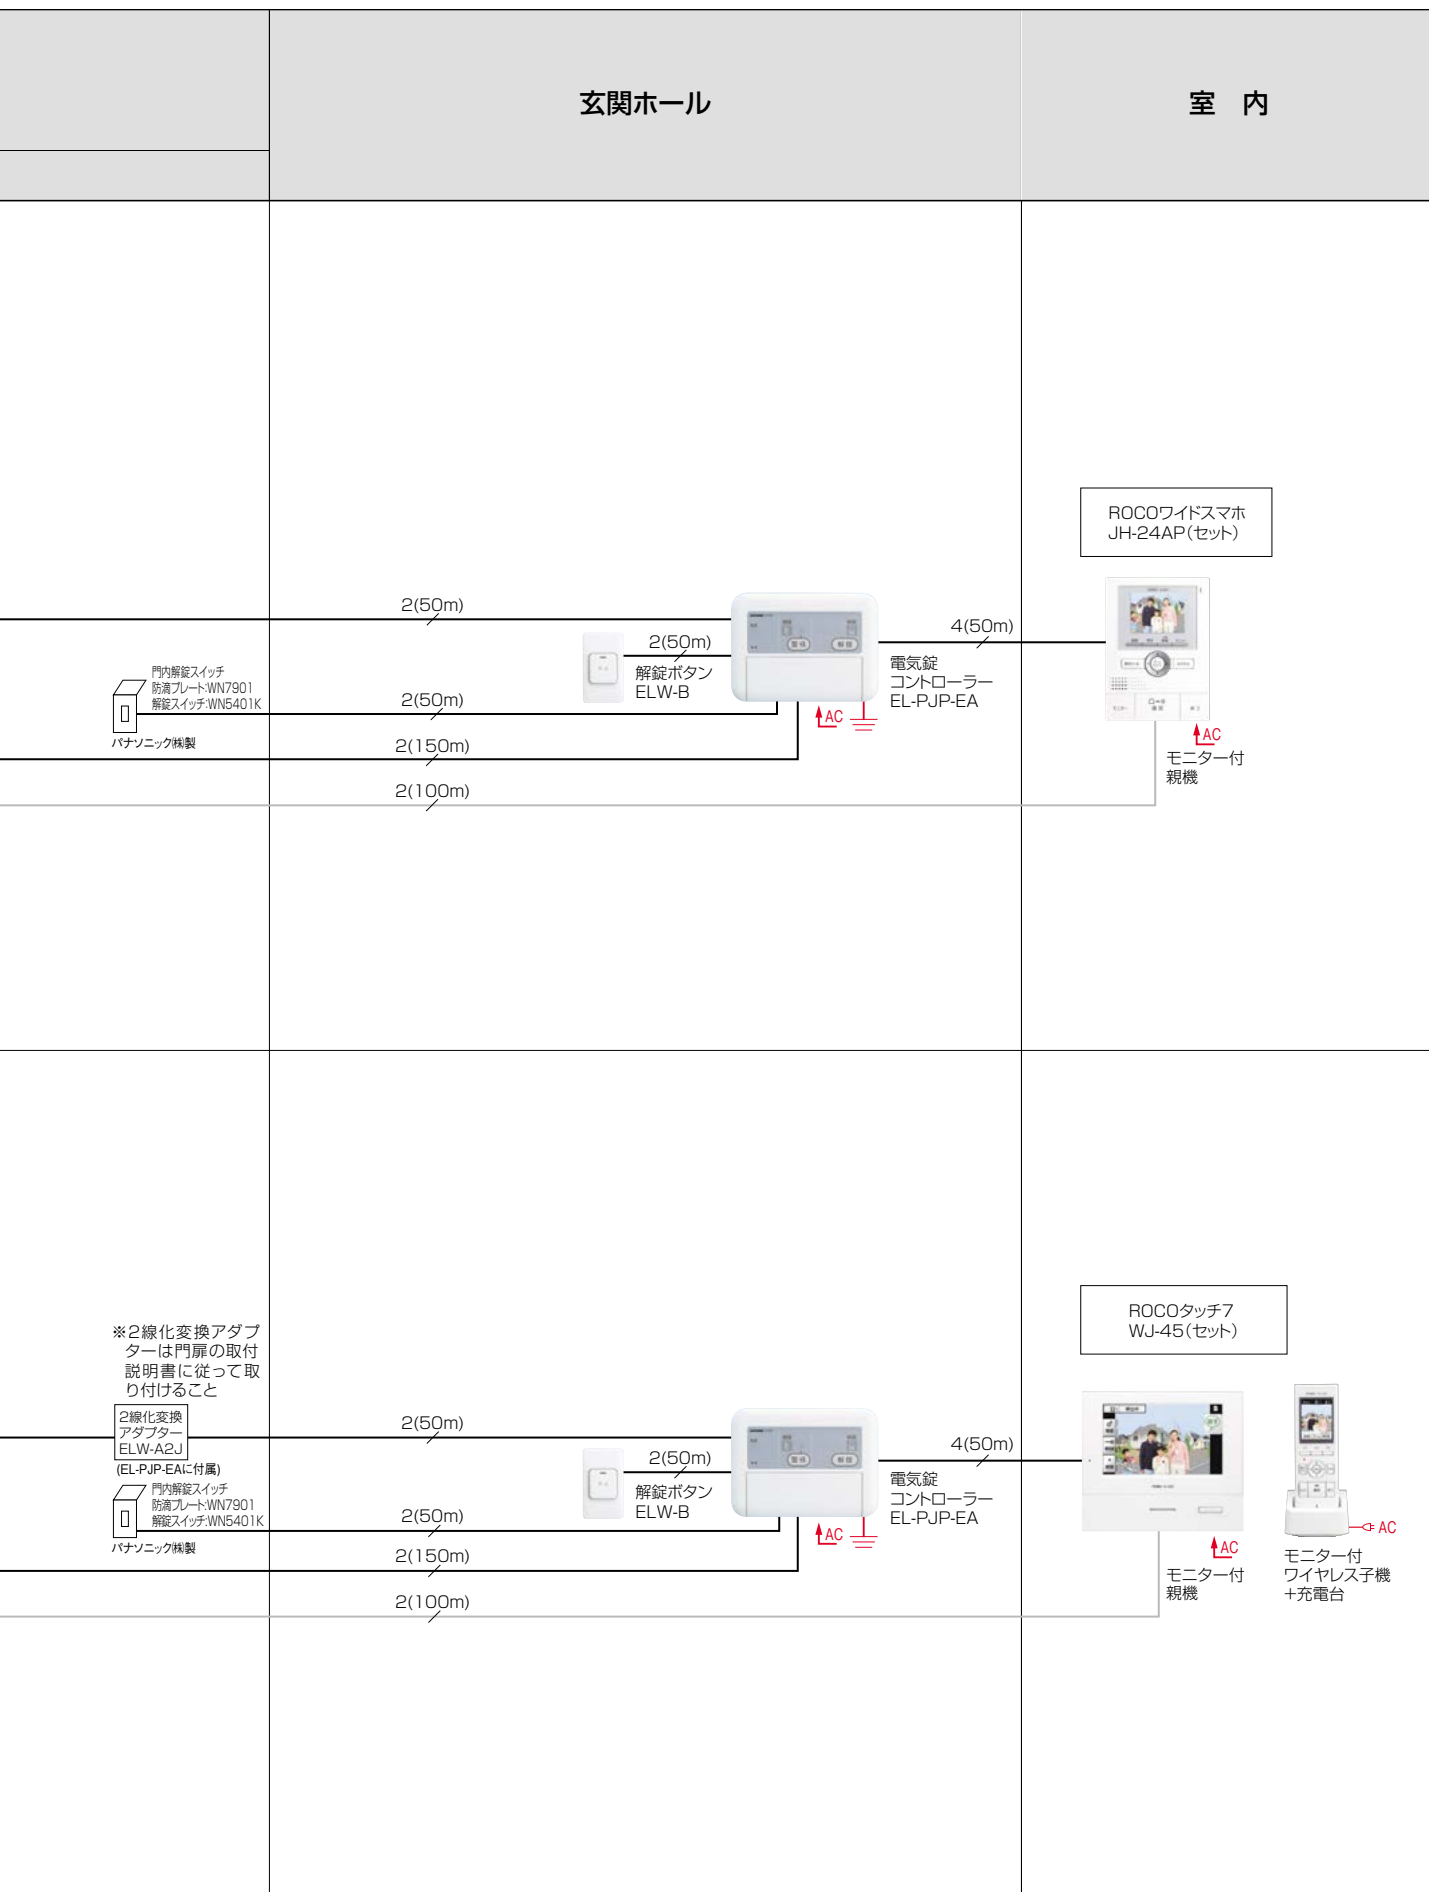 玄関ホール
室 内
ROCOワイドスマホ
JH-24AP(セット)
2(50m)
2(50m)
解錠ボタン
ELW-B
4(50m)
電気錠
コントローラー
EL-PJP-EA
門内解錠スイッチ
防滴プレート:WN7901
解錠スイッチ:WN5401K
パナソニック㈱製
2(50m)
AC
AC
モニター付
親機
2(150m)
2(100m)
ROCOタッチ7
WJ-45(セット)
※2線化変換アダプ
ターは門扉の取付
説明書に従って取
り付けること
2線化変換
アダプター
ELW-A2J
(EL-PJP-EAに付属)
2(50m)
2(50m)
解錠ボタン
ELW-B
4(50m)
電気錠
コントローラー
EL-PJP-EA
門内解錠スイッチ
防滴プレート:WN7901
解錠スイッチ:WN5401K
パナソニック㈱製
2(50m)
AC
AC
モニター付
親機
AC
モニター付
ワイヤレス子機
+充電台
2(150m)
2(100m)